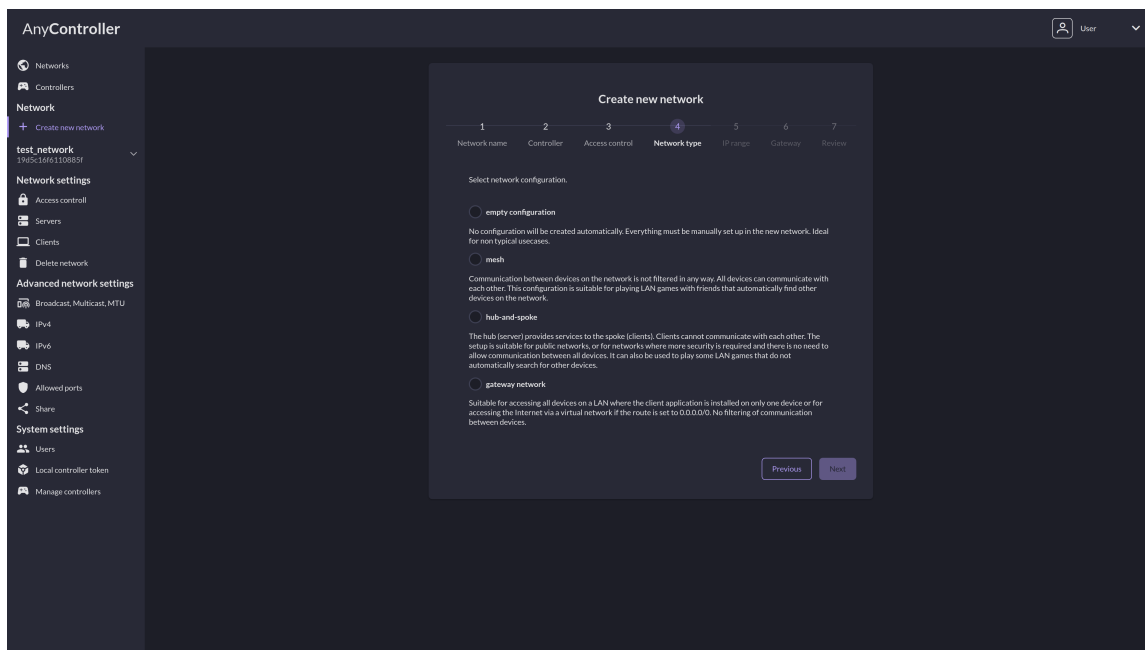 AnyController
User
Networks
Controllers
Network
Create new network
test_network
19d5c16f6110885f
Network settings
Access controll
Servers
Clients
Delete network
Advanced network settings
Broadcast, Multicast, MTU
IPv4
IPv6
DNS
Allowed ports
Share
System settings
Users
Local controller token
Manage controllers
Create new network
1 2 3 4 5 6 7
Network name Controller Access control Network type IP range Gateway Review
Select network configuration.
empty configuration
No configuration will be created automatically. Everything must be manually set up in the new network. Ideal
for non typical usecases.
mesh
Communication between devices on the network is not filtered in any way. All devices can communicate with
each other. This configuration is suitable for playing LAN games with friends that automatically find other
devices on the network.
hub-and-spoke
The hub (server) provides services to the spoke (clients). Clients cannot communicate with each other. The
setup is suitable for public networks, or for networks where more security is required and there is no need to
allow communication between all devices. It can also be used to play some LAN games that do not
automatically search for other devices.
gateway network
Suitable for accessing all devices on a LAN where the client application is installed on only one device or for
accessing the Internet via a virtual network if the route is set to 0.0.0.0/0. No filtering of communication
between devices.
Previous Next